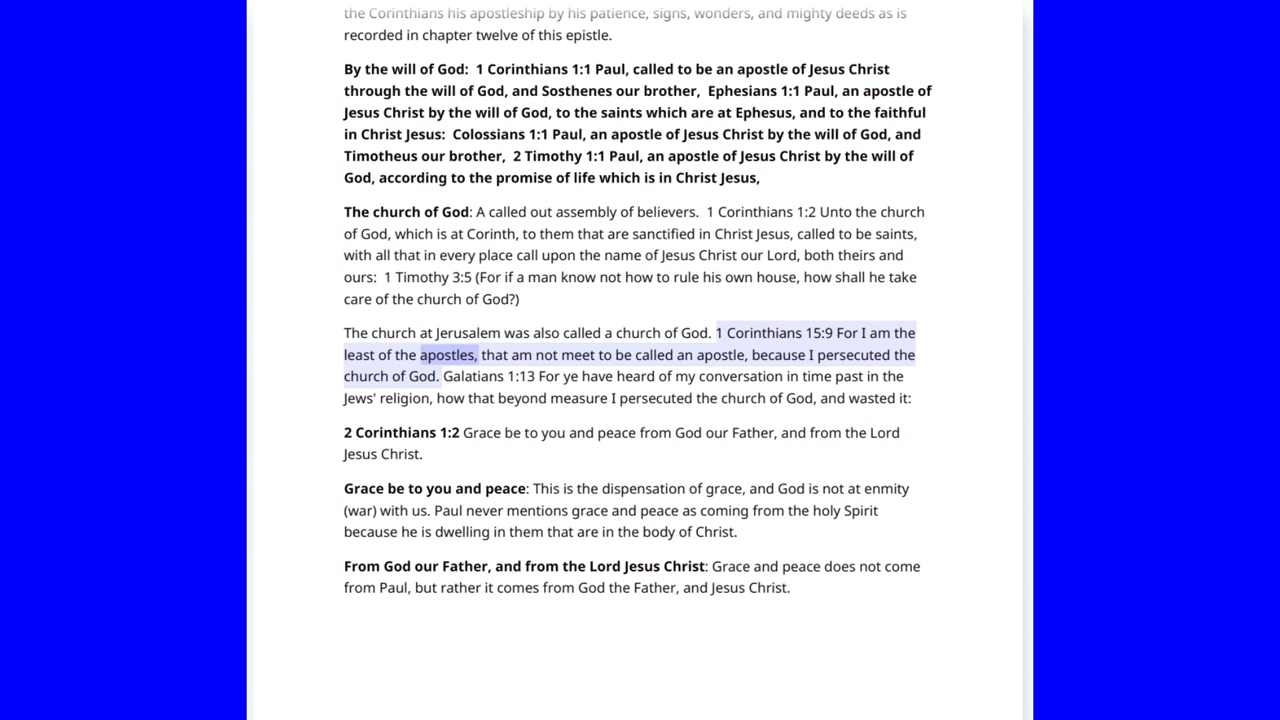 the Corinthians his apostleship by his patience, signs, wonders, and mighty deeds as is
recorded in chapter twelve of this epistle.
By the will of God:  1 Corinthians 1:1 Paul, called to be an apostle of Jesus Christ
through the will of God, and Sosthenes our brother,  Ephesians 1:1 Paul, an apostle of
Jesus Christ by the will of God, to the saints which are at Ephesus, and to the faithful
in Christ Jesus:  Colossians 1:1 Paul, an apostle of Jesus Christ by the will of God, and
Timotheus our brother,  2 Timothy 1:1 Paul, an apostle of Jesus Christ by the will of
God, according to the promise of life which is in Christ Jesus,
The church of God: A called out assembly of believers.  1 Corinthians 1:2 Unto the church
of God, which is at Corinth, to them that are sanctified in Christ Jesus, called to be saints,
with all that in every place call upon the name of Jesus Christ our Lord, both theirs and
ours:  1 Timothy 3:5 (For if a man know not how to rule his own house, how shall he take
care of the church of God?)
The church at Jerusalem was also called a church of God. 1 Corinthians 15:9 For I am the
least of the apostles, that am not meet to be called an apostle, because I persecuted the
church of God. Galatians 1:13 For ye have heard of my conversation in time past in the
Jews' religion, how that beyond measure I persecuted the church of God, and wasted it:
2 Corinthians 1:2 Grace be to you and peace from God our Father, and from the Lord
Jesus Christ.
Grace be to you and peace: This is the dispensation of grace, and God is not at enmity
(war) with us. Paul never mentions grace and peace as coming from the holy Spirit
because he is dwelling in them that are in the body of Christ.
From God our Father, and from the Lord Jesus Christ: Grace and peace does not come
from Paul, but rather it comes from God the Father, and Jesus Christ.